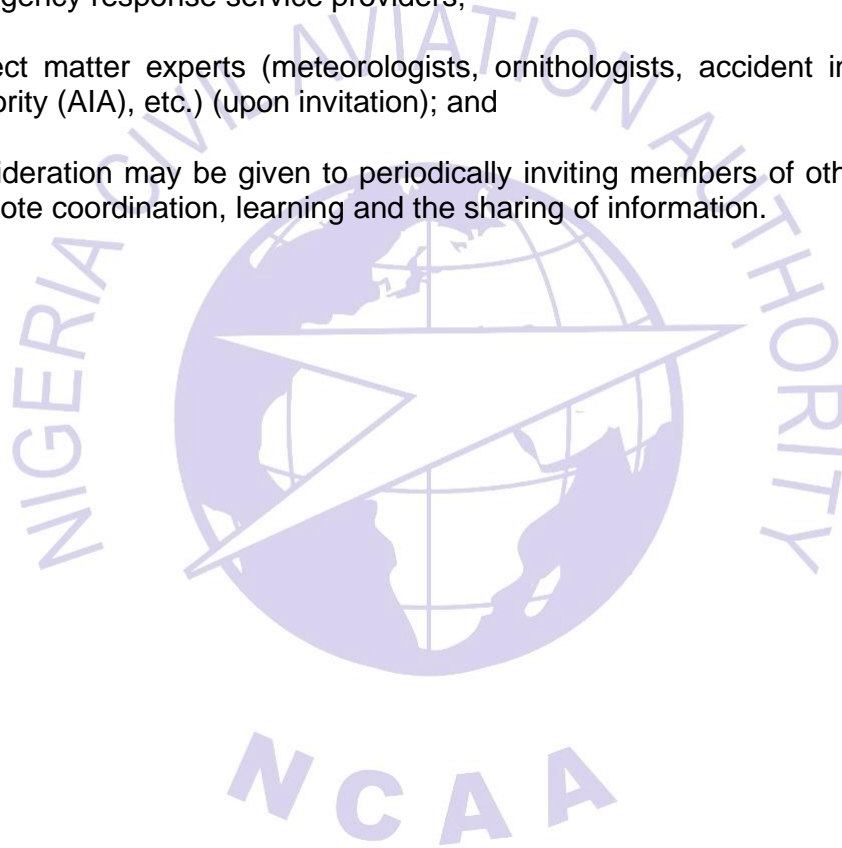 gency response service providers;
ect matter experts (meteorologists, ornithologists, accident in
ority (AIA), etc.) (upon invitation); and
ideration may be given to periodically inviting members of oth
ote coordination, learning and the sharing of information.
NIGERIA CIVIL AVIATION AUTHORITY
NCAA